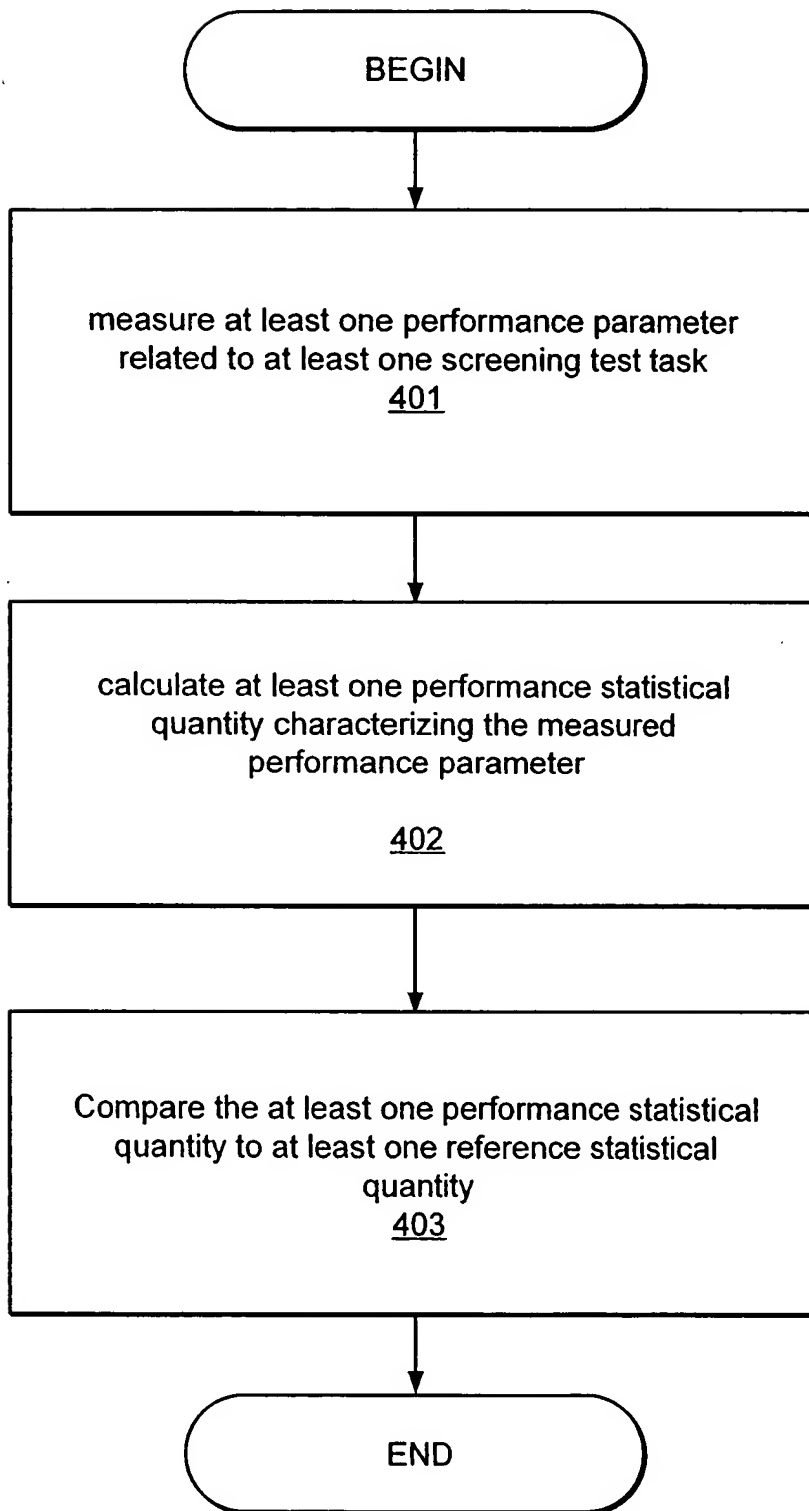 BEGIN
measure at least one performance parameter
related to at least one screening test task
401
calculate at least one performance statistical
quantity characterizing the measured
performance parameter
402
Compare the at least one performance statistical
quantity to at least one reference statistical
quantity
403
END